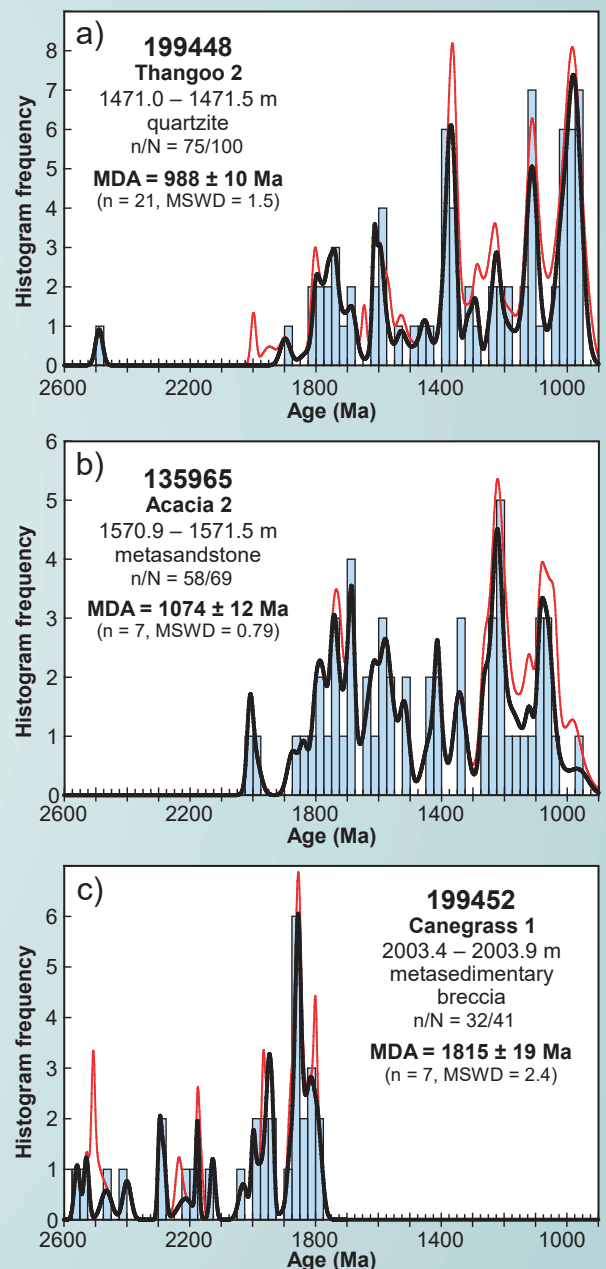 a)
199448
Thangoo 2
1471.0 – 1471.5 m
quartzite
n/N = 75/100
MDA = 988 ± 10 Ma
(n = 21, MSWD = 1.5)
Histogram frequency
8
7
6
5
4
3
2
1
0
2600 2200 1800 1400 1000
Age (Ma)
b)
135965
Acacia 2
1570.9 – 1571.5 m
metasandstone
n/N = 58/69
MDA = 1074 ± 12 Ma
(n = 7, MSWD = 0.79)
Histogram frequency
6
5
4
3
2
1
0
2600 2200 1800 1400 1000
Age (Ma)
c)
199452
Canegrass 1
2003.4 – 2003.9 m
metasedimentary
breccia
n/N = 32/41
MDA = 1815 ± 19 Ma
(n = 7, MSWD = 2.4)
Histogram frequency
6
5
4
3
2
1
0
2600 2200 1800 1400 1000
Age (Ma)